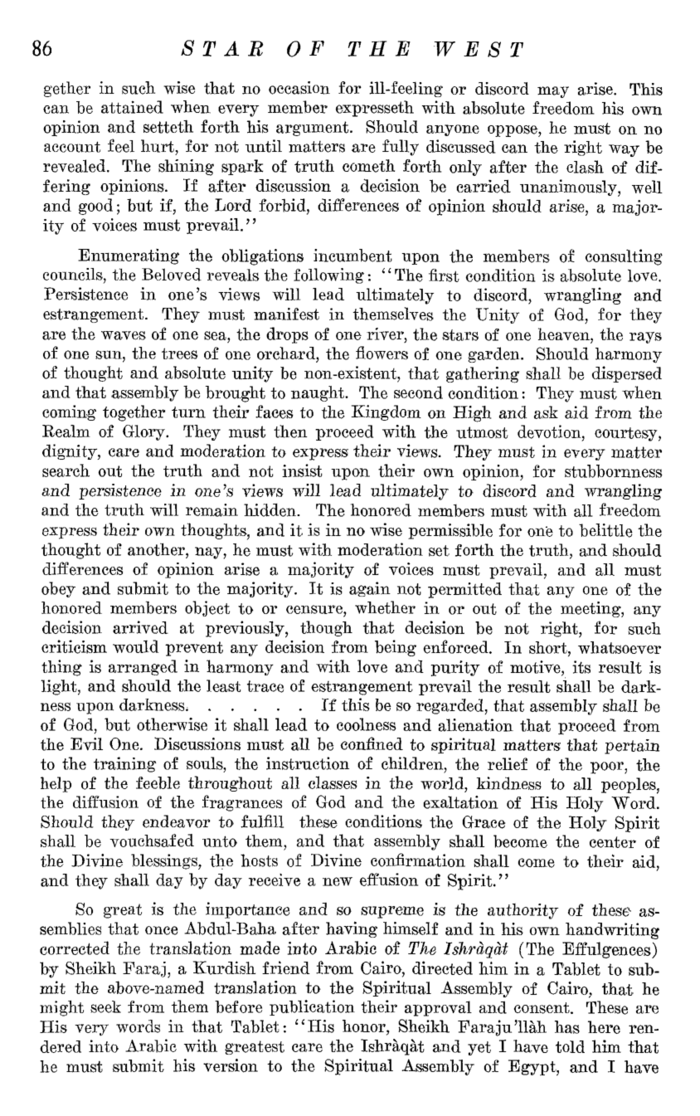 86 STAR OF THE WEST
gether in such wise that no occasion for ill-feeling or discord may arise. This
can be attained when every member expresseth with absolute freedom his own
opinion and setteth forth his argument. Should anyone oppose, he must on no
account feel hurt, for not until matters are fully discussed can the right way be
revealed. The shining spark of truth cometh forth only after the clash of dif-
fering opinions. If after discussion a decision be carried unanimously, well
and good; but if, the Lord forbid, differences of opinion should arise, a major-
ity of voices must prevail.''
Enumerating the obligations incumbent upon the members of consulting
councils, the Beloved reveals the following: ''The first condition is absolute love.
Persistence in one's views will lead ultimately to discord, wrangling and
estrangement. They must manifest in themselves the Unity of God, for they
are the waves of one sea, the drops of one river, the stars of one heaven, the rays
of one sun, the trees of one orchard, the flowers of one garden. Should harmony
of thought and absolute unity be non-existent, that gathering shall be dispersed
and that assembly be brought to naught. The second condition: They must when
coming together turn their faces to the Kingdom on High and ask aid from the
Realm of Glory. They must then proceed with the utmost devotion, courtesy,
dignity, care and moderation to express their views. They must in every matter
search out the truth and not insist upon their own opinion, for stubbornness
and persistence in one's views will lead ultimately to discord and wrangling
and the truth will remain hidden. The honored members must with all freedom
express their own thoughts, and it is in no wise permissible for one to belittle the
thought of another, nay, he must with moderation set forth the truth, and should
differences of opinion arise a majority of voices must prevail, and all must
obey and submit to the majority. It is again not permitted that any one of the
honored members object to or censure, whether in or out of the meeting, any
decision arrived at previously, though that decision be not right, for such
criticism would prevent any decision from being enforced. In short, whatsoever
thing is arranged in harmony and with love and purity of motive, its result is
light, and should the least trace of estrangement prevail the result shall be dark-
ness upon darkness. . . . . . . If this be so regarded, that assembly shall be
of God, but otherwise it shall lead to coolness and alienation that proceed from
the Evil One. Discussions must all be confined to spiritual matters that pertain
to the training of souls, the instruction of children, the relief of the poor, the
help of the feeble throughout all classes in the world, kindness to all peoples,
the diffusion of the fragrances of God and the exaltation of His Holy Word.
Should they endeavor to fulfill these conditions the Grace of the Holy Spirit
shall be vouchsafed unto them, and that assembly shall become the center of
the Divine blessings, the hosts of Divine confirmation shall come to their aid,
and they shall day by day receive a new effusion of Spirit.''
So great is the importance and so supreme is the authority of these as-
semblies that once Abdul-Baha after having himself and in his own handwriting
corrected the translation made into Arabic of The Ishràqàt (The Effulgences)
by Sheikh Faraj, a Kurdish friend from Cairo, directed him in a Tablet to sub-
mit the above-named translation to the Spiritual Assembly of Cairo, that he
might seek from them before publication their approval and consent. These are
His very words in that Tablet: ''His honor, Sheikh Faraju'llàh has here ren-
dered into Arabic with greatest care the Ishràqàt and yet I have told him that
he must submit his version to the Spiritual Assembly of Egypt, and I have